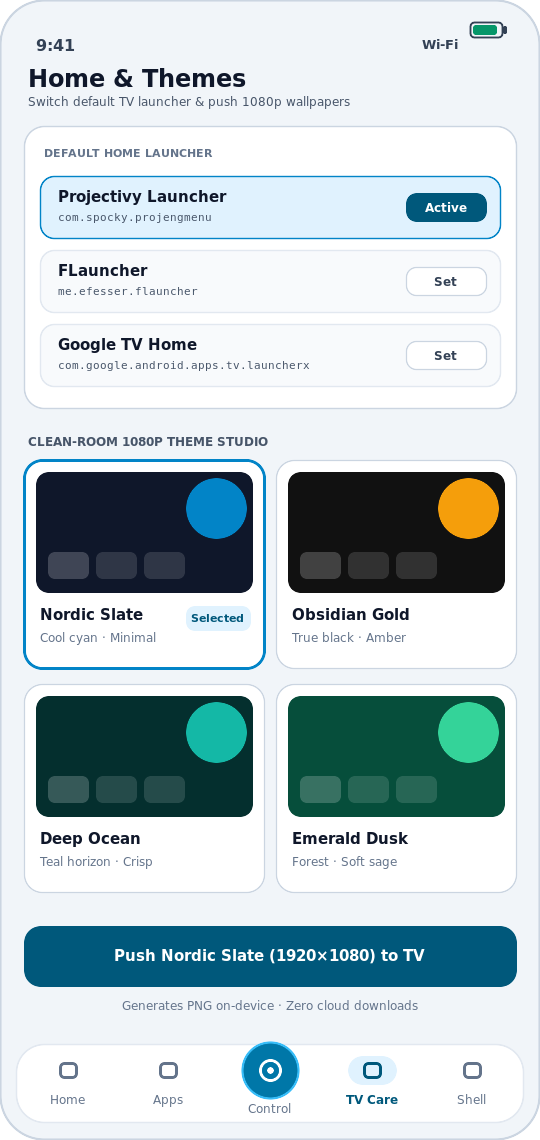 9:41
Wi-Fi
Home & Themes
Switch default TV launcher & push 1080p wallpapers
DEFAULT HOME LAUNCHER
Projectivy Launcher
com.spocky.projengmenu
Active
FLauncher
me.efesser.flauncher
Set
Google TV Home
com.google.android.apps.tv.launcherx
Set
CLEAN-ROOM 1080P THEME STUDIO
Nordic Slate
Cool cyan · Minimal
Selected
Obsidian Gold
True black · Amber
Deep Ocean
Teal horizon · Crisp
Emerald Dusk
Forest · Soft sage
Push Nordic Slate (1920×1080) to TV
Generates PNG on-device · Zero cloud downloads
Home
Apps
Control
TV Care
Shell